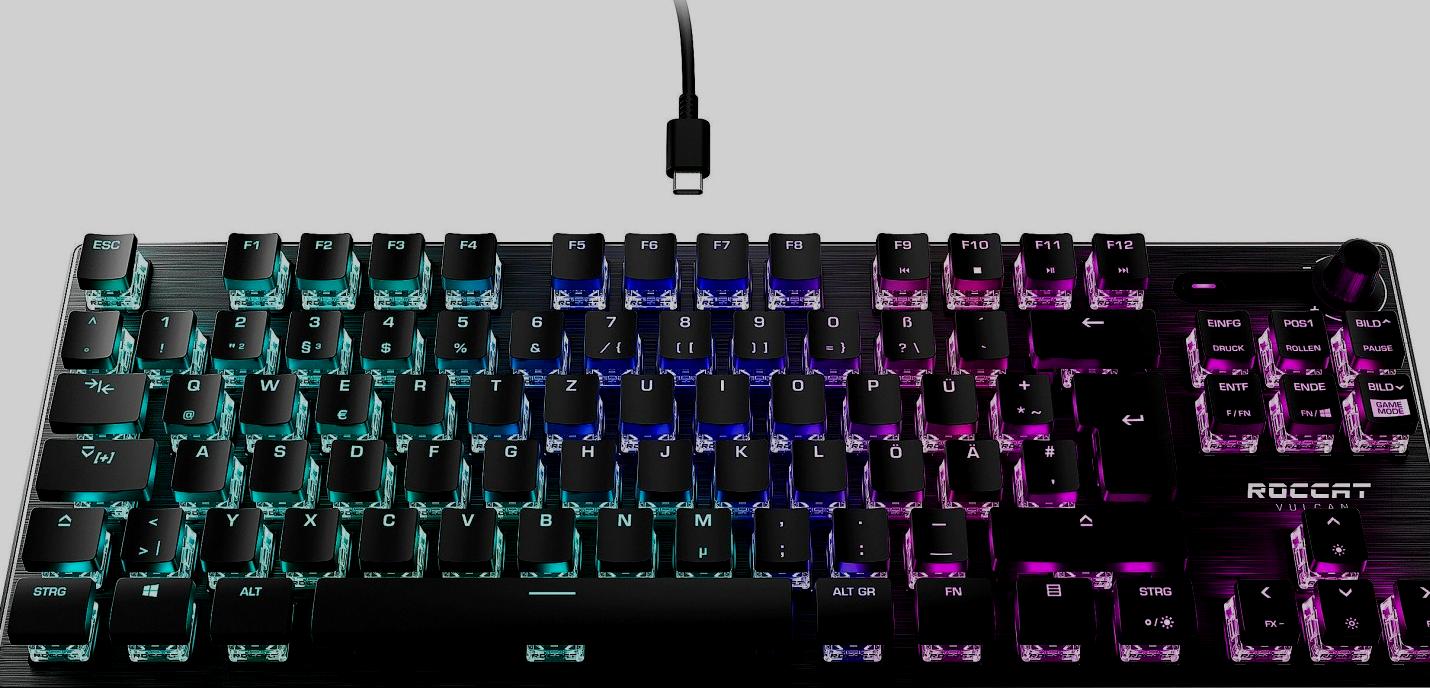 ESC F1 F2 F3 F4 F5 F6 F7 F8 F9 F10 F11 F12
^ 1 2 3 4 5 6 7 8 9 0 ß ´ ← EINFG POS1 BILD^
° ! "² §³ $ % & /{ ([ )] =} ?\ ` DRUCK ROLLEN PAUSE
Q W E R T Z U I O P Ü + ENTF ENDE BILD⌄
@ € *~ ↵ F/FN FN/ GAME MODE
[+] A S D F G H J K L Ö Ä #
'
ROCCAT
VULCAN
< Y X C V B N M , . –
>| µ ; : _
STRG ALT ALT GR FN STRG
FX-